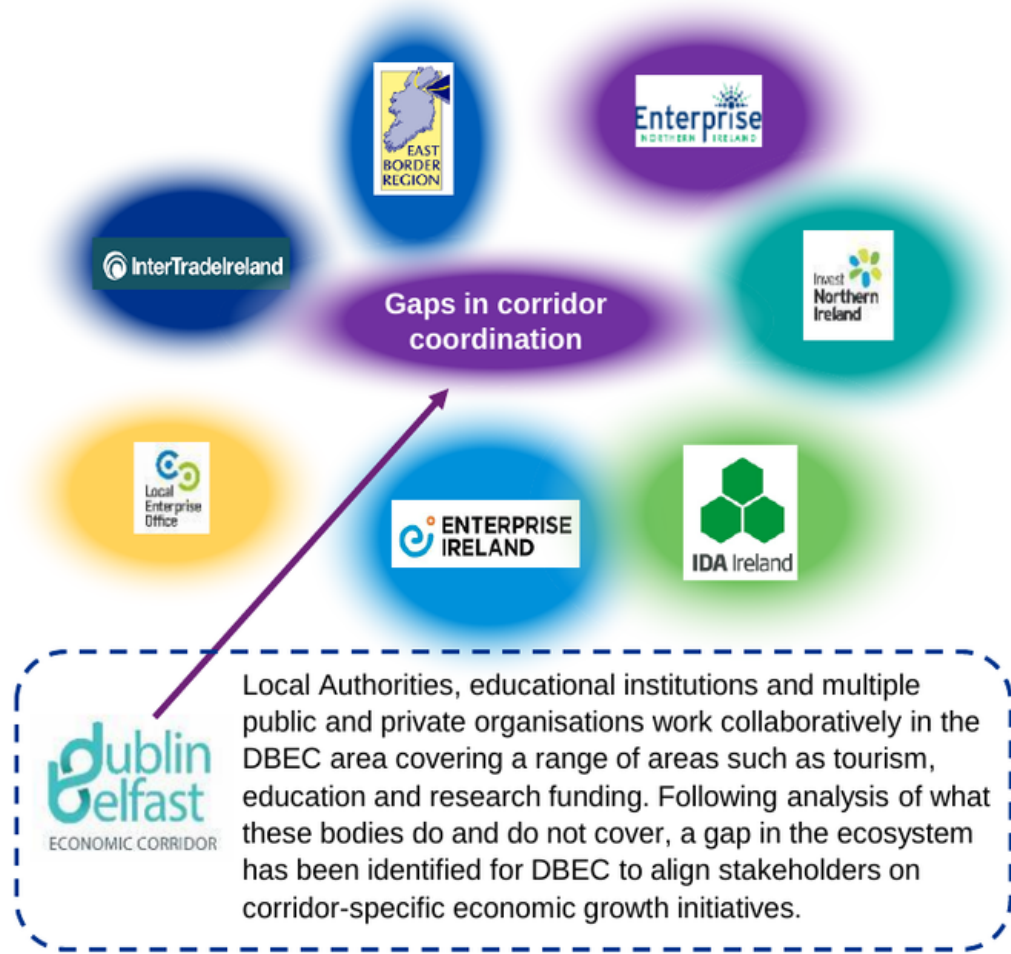 EAST
BORDER
REGION
Enterprise
NORTHERN IRELAND
InterTradeIreland
Gaps in corridor
coordination
Invest
Northern
Ireland
Local
Enterprise
Office
ENTERPRISE
IRELAND
IDA Ireland
dublin
belfast
ECONOMIC CORRIDOR
Local Authorities, educational institutions and multiple
public and private organisations work collaboratively in the
DBEC area covering a range of areas such as tourism,
education and research funding. Following analysis of what
these bodies do and do not cover, a gap in the ecosystem
has been identified for DBEC to align stakeholders on
corridor-specific economic growth initiatives.